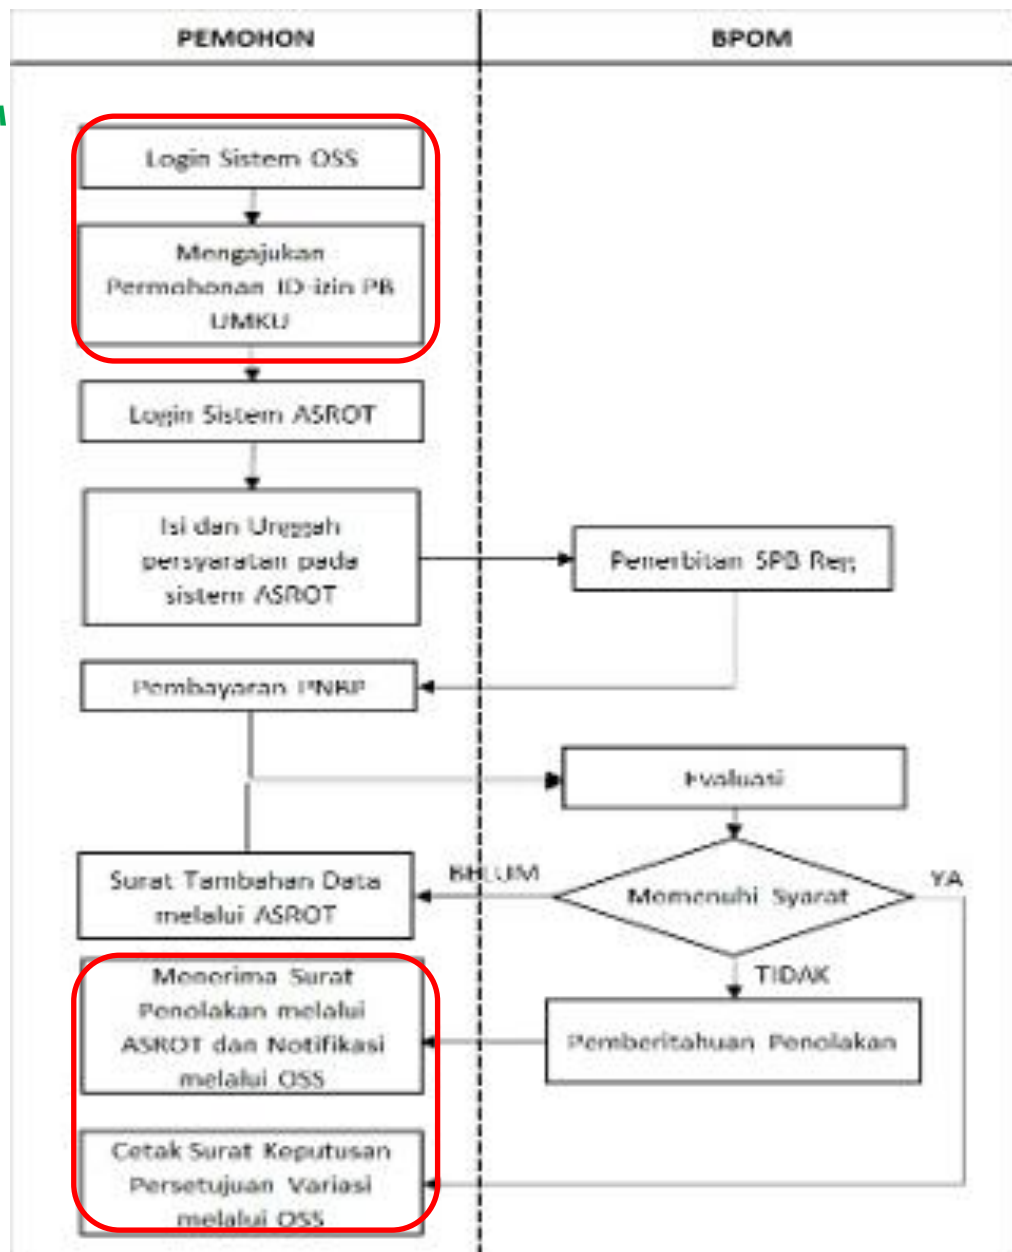 PEMOHON
BPOM
Login Sistem OSS
Mengajukan
Permohonan ID-izin PB
UMKU
Login Sistem ASROT
Isi dan Unggah
persyaratan pada
sistem ASROT
Penerbitan SPB Reg
Pembayaran PNBP
Evaluasi
Surat Tambahan Data
melalui ASROT
BELUM
Momenuhi Syarat
YA
TIDAK
Menerima Surat
Penolakan melalui
ASROT dan Notifikasi
melalui OSS
Pemberitahuan Penolakan
Cetak Surat Keputusan
Persetujuan Variasi
melalui OSS